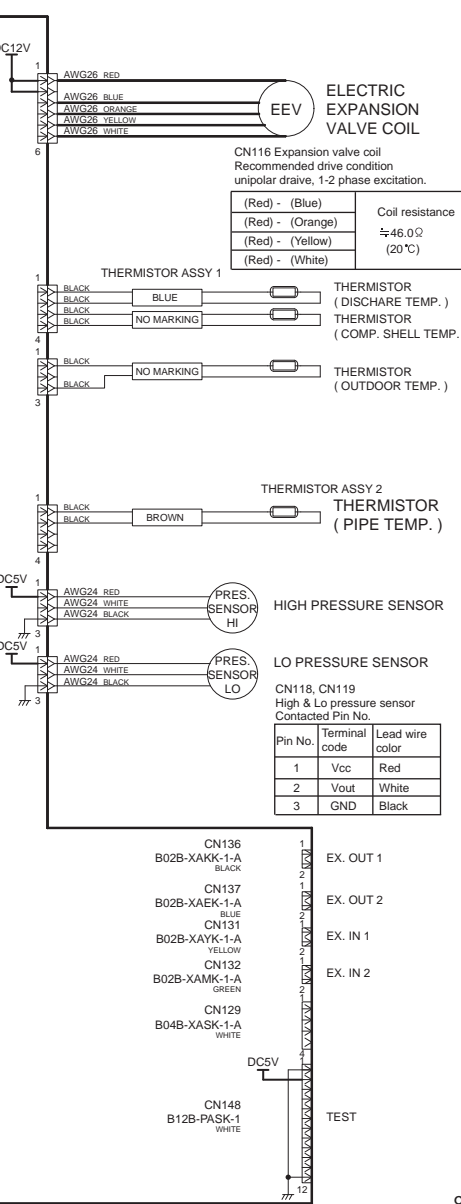 DC12V
1
AWG26 RED
AWG26 BLUE
AWG26 ORANGE
AWG26 YELLOW
AWG26 WHITE
6
EEV
ELECTRIC
EXPANSION
VALVE COIL
CN116 Expansion valve coil
Recommended drive condition
unipolar draive, 1-2 phase excitation.
(Red) - (Blue)
(Red) - (Orange)
(Red) - (Yellow)
(Red) - (White)
Coil resistance
≒46.0Ω
(20℃)
THERMISTOR ASSY 1
1
BLACK
BLACK
BLACK
BLACK
4
BLUE
NO MARKING
THERMISTOR
( DISCHARE TEMP. )
THERMISTOR
( COMP. SHELL TEMP.
1
BLACK
BLACK
3
NO MARKING
THERMISTOR
( OUTDOOR TEMP. )
THERMISTOR ASSY 2
1
BLACK
BLACK
4
BROWN
THERMISTOR
( PIPE TEMP. )
DC5V
1
AWG24 RED
AWG24 WHITE
AWG24 BLACK
3
PRES.
SENSOR
HI
HIGH PRESSURE SENSOR
DC5V
1
AWG24 RED
AWG24 WHITE
AWG24 BLACK
3
PRES.
SENSOR
LO
LO PRESSURE SENSOR
CN118, CN119
High & Lo pressure sensor
Contacted Pin No.
Pin No. Terminal code Lead wire color
1 Vcc Red
2 Vout White
3 GND Black
CN136
B02B-XAKK-1-A
BLACK
1
2
EX. OUT 1
CN137
B02B-XAEK-1-A
BLUE
1
2
EX. OUT 2
CN131
B02B-XAYK-1-A
YELLOW
1
2
EX. IN 1
CN132
B02B-XAMK-1-A
GREEN
1
2
EX. IN 2
CN129
B04B-XASK-1-A
WHITE
1
4
DC5V
CN148
B12B-PASK-1
WHITE
1
12
TEST